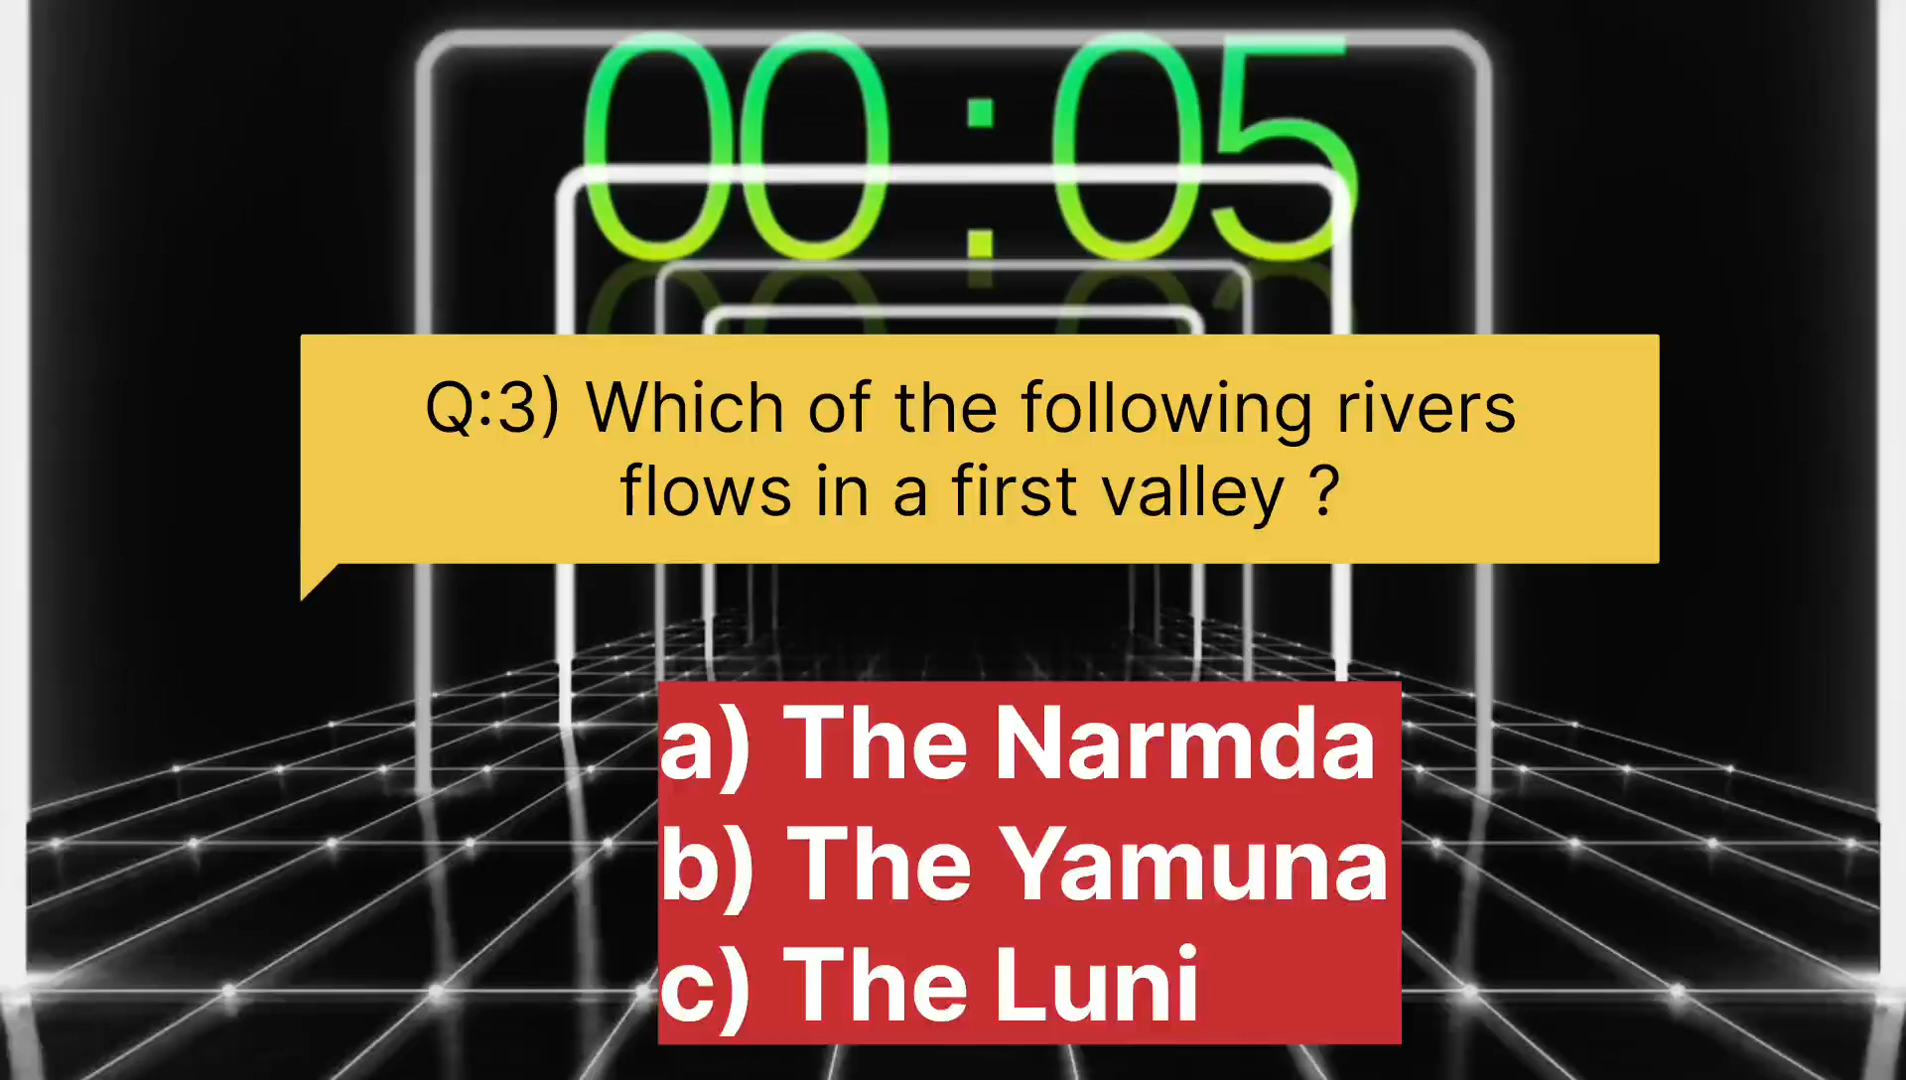 00:05
Q:3) Which of the following rivers
flows in a first valley ?
a) The Narmda
b) The Yamuna
c) The Luni